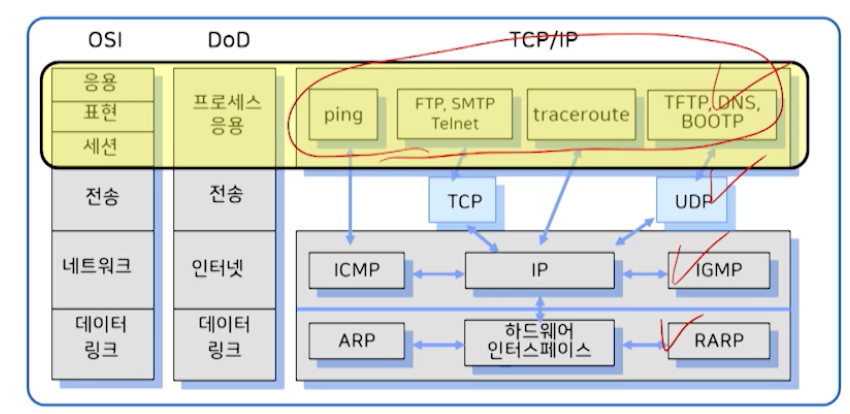 OSI
DoD
TCP/IP
응용
표현
세션
프로세스
응용
ping
FTP, SMTP
Telnet
traceroute
TFTP, DNS,
BOOTP
전송
전송
TCP
UDP
네트워크
인터넷
ICMP
IP
IGMP
데이터
링크
데이터
링크
ARP
하드웨어
인터스페이스
RARP